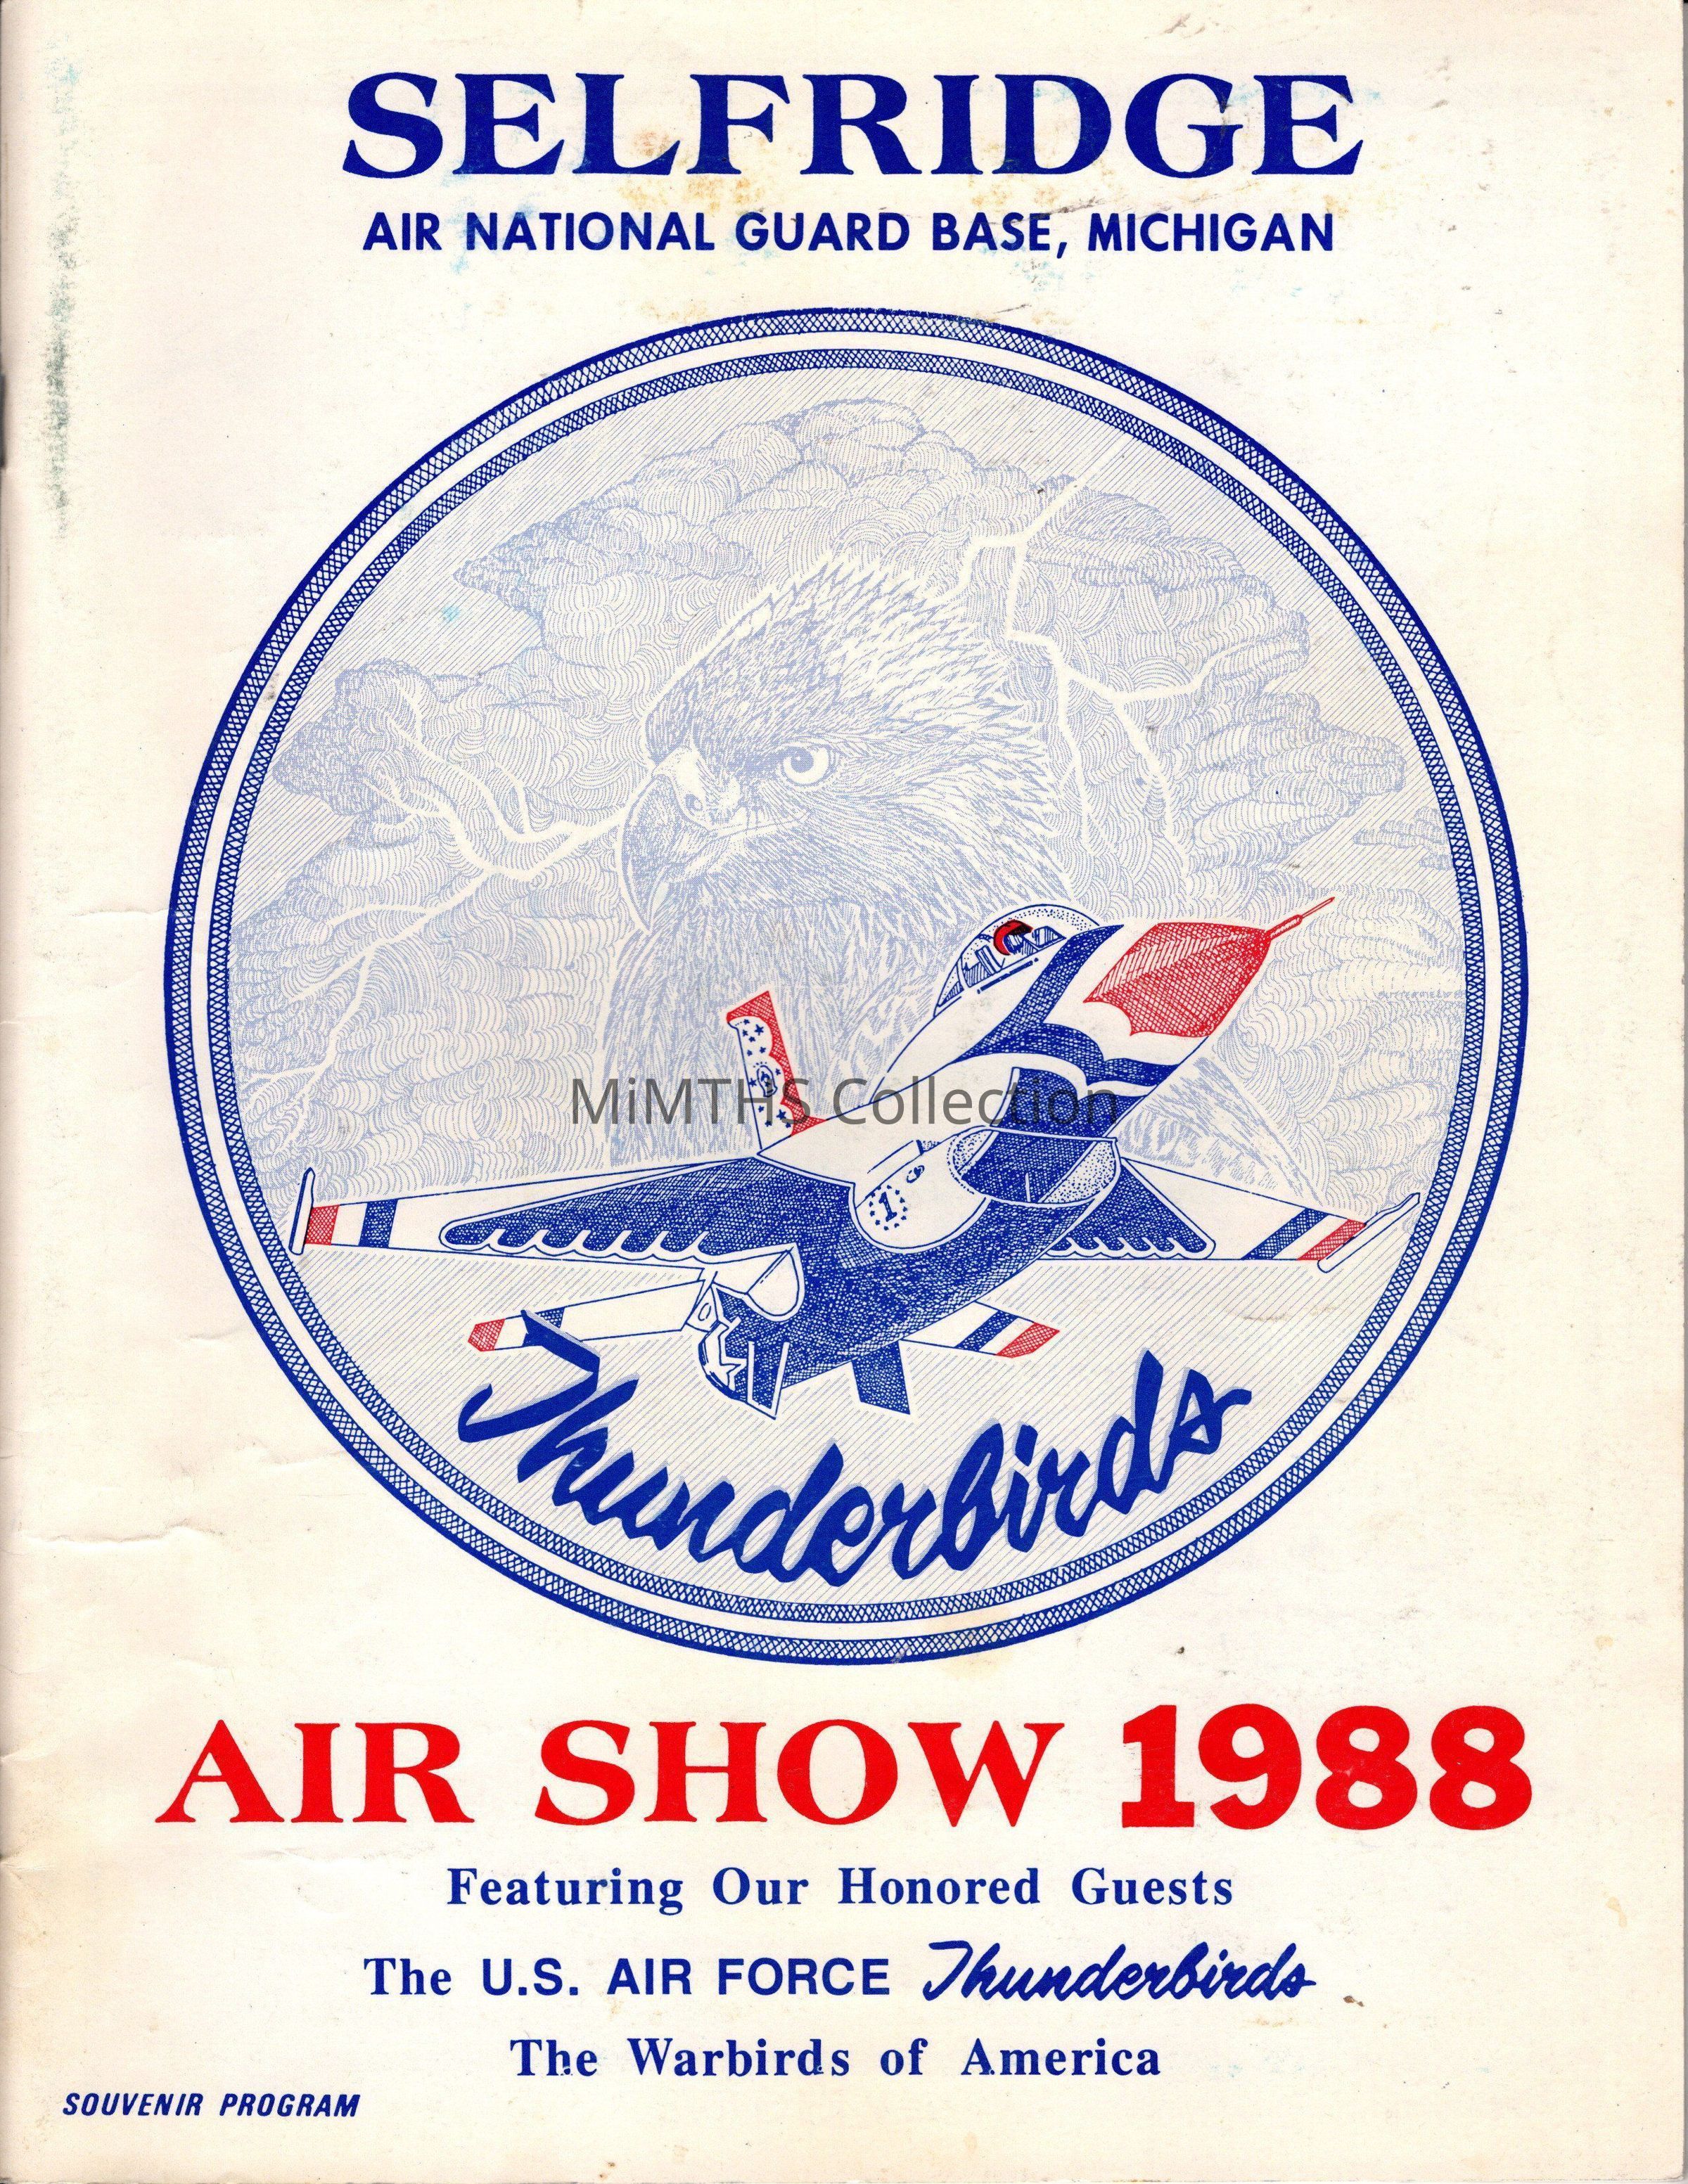 SELFRIDGE
AIR NATIONAL GUARD BASE, MICHIGAN
MiMTHS Collection
1
Thunderbirds
AIR SHOW 1988
Featuring Our Honored Guests
The U.S. AIR FORCE Thunderbirds
The Warbirds of America
SOUVENIR PROGRAM